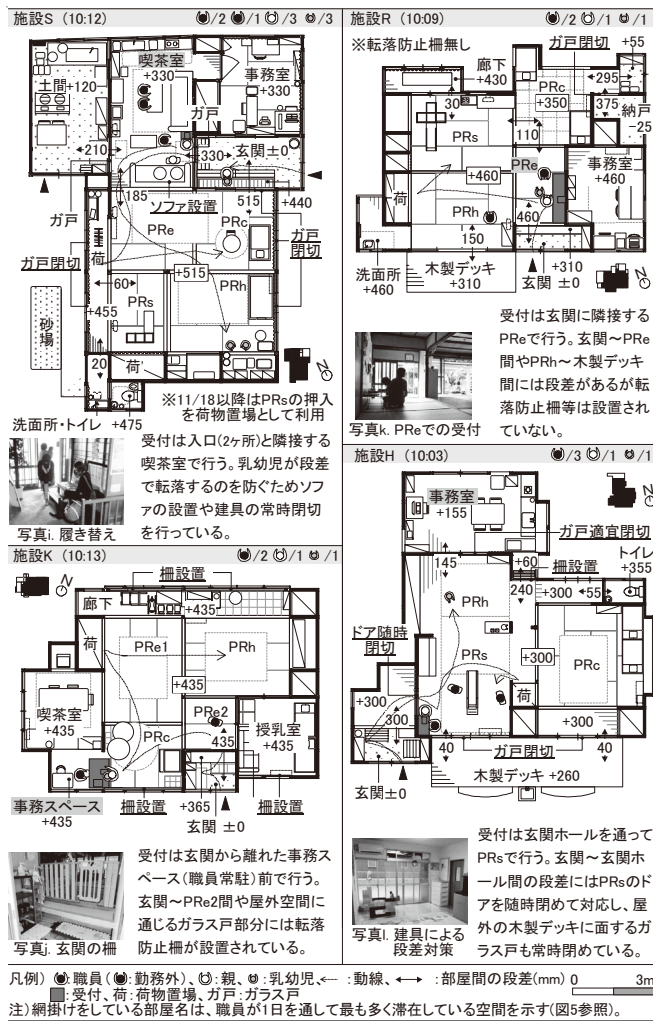 施設S（10:12） /2 /1 /3 /3
喫茶室
+330
土間+120
事務室
+330
ガ戸
210
330
玄関±0
185
ソファ設置
515
+440
ガ戸
PRe
PRc
ガ戸
閉切
ガ戸閉切
荷
+515
60
PRh
+455
PRs
砂場
20
荷
※11/18以降はPRsの押入
を荷物置場として利用
洗面所・トイレ +475
写真i. 履き替え
受付は入口(2ヶ所)と隣接する
喫茶室で行う。乳幼児が段差
で転落するのを防ぐためソフ
ァの設置や建具の常時閉切
を行っている。
施設R（10:09） /2 /1 /1
※転落防止柵無し
ガ戸閉切
+55
廊下
+430
PRc
+350
295
375
納戸
−25
30
PRs
110
PRe
事務室
+460
+460
荷
PRh
460
150
洗面所
+460
木製デッキ
+310
+310
玄関 ±0
写真k. PReでの受付
受付は玄関に隣接する
PReで行う。玄関～PRe
間やPRh～木製デッキ
間には段差があるが転
落防止柵等は設置され
ていない。
施設K（10:13） /2 /1 /1
柵設置
廊下
+435
荷
PRe1
PRh
+435
喫茶室
+435
PRe2
PRc
435
授乳室
+435
事務スペース
+435
柵設置
+365
玄関 ±0
柵設置
写真j. 玄関の柵
受付は玄関から離れた事務ス
ペース(職員常駐)前で行う。
玄関～PRe2間や屋外空間に
通じるガラス戸部分には転落
防止柵が設置されている。
施設H（10:03） /3 /1 /1
事務室
+155
ガ戸適宜閉切
トイレ
+355
145
+60
柵設置
240
+300
55
PRh
ドア随時
閉切
PRs
+300
PRc
荷
+300
300
+300
40
ガ戸閉切
40
木製デッキ +260
玄関±0
写真l. 建具による
段差対策
受付は玄関ホールを通って
PRsで行う。玄関～玄関ホ
ール間の段差にはPRsのド
アを随時閉めて対応し、屋
外の木製デッキに面するガ
ラス戸も常時閉めている。
凡例） :職員( :勤務外)、 :親、 :乳幼児、 :動線、 :部屋間の段差(mm) 0 3m
:受付、荷:荷物置場、ガ戸:ガラス戸
注）網掛けをしている部屋名は、職員が1日を通して最も多く滞在している空間を示す(図5参照)。